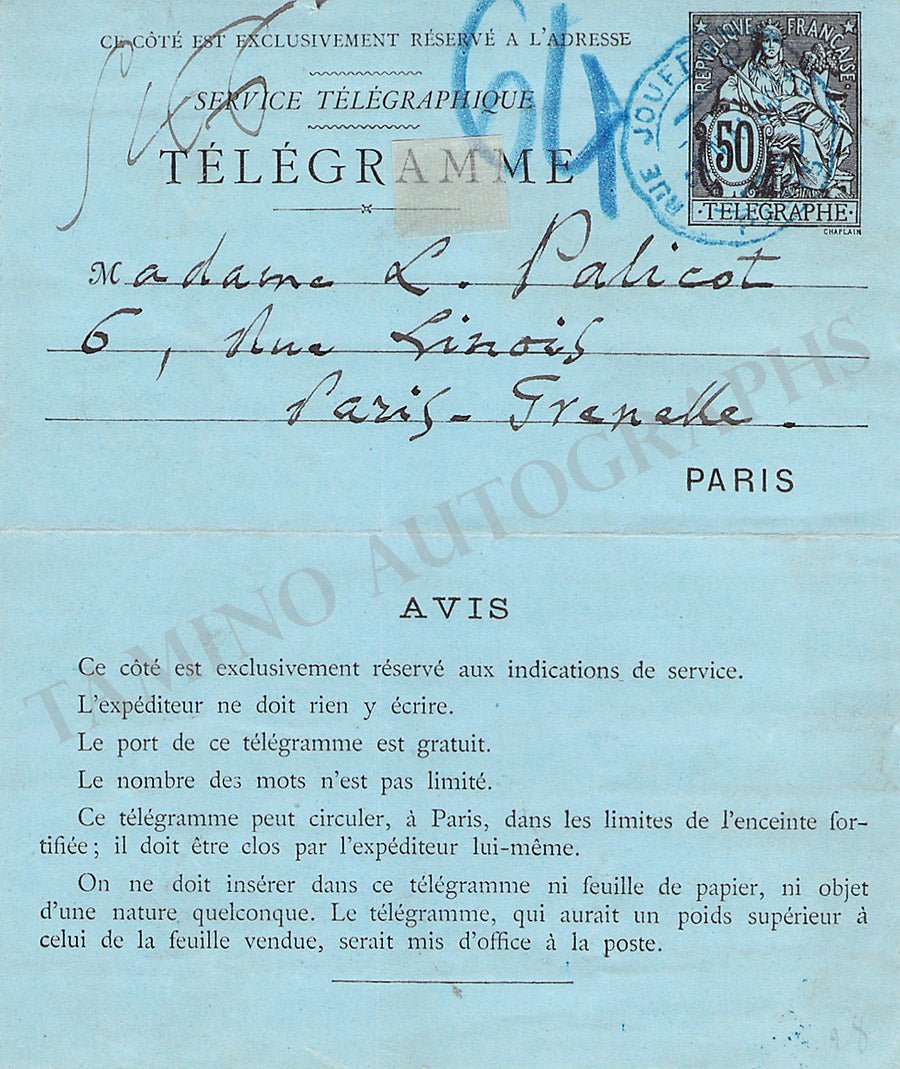 CE CÔTÉ EST EXCLUSIVEMENT RÉSERVÉ A L'ADRESSE
64
SERVICE TÉLÉGRAPHIQUE
TÉLÉGRAMME
REPUBLIQUE FRANÇAISE
50
TELEGRAPHE
CHAPLAIN
RUE JOUFFROY
Madame L. Palicot
6, Rue Linois
Paris-Grenelle.
PARIS
AVIS
Ce côté est exclusivement réservé aux indications de service.
L'expéditeur ne doit rien y écrire.
Le port de ce télégramme est gratuit.
Le nombre des mots n'est pas limité.
Ce télégramme peut circuler, à Paris, dans les limites de l'enceinte for-
tifiée; il doit être clos par l'expéditeur lui-même.
On ne doit insérer dans ce télégramme ni feuille de papier, ni objet
d'une nature quelconque. Le télégramme, qui aurait un poids supérieur à
celui de la feuille vendue, serait mis d'office à la poste.
TAMINO AUTOGRAPHS